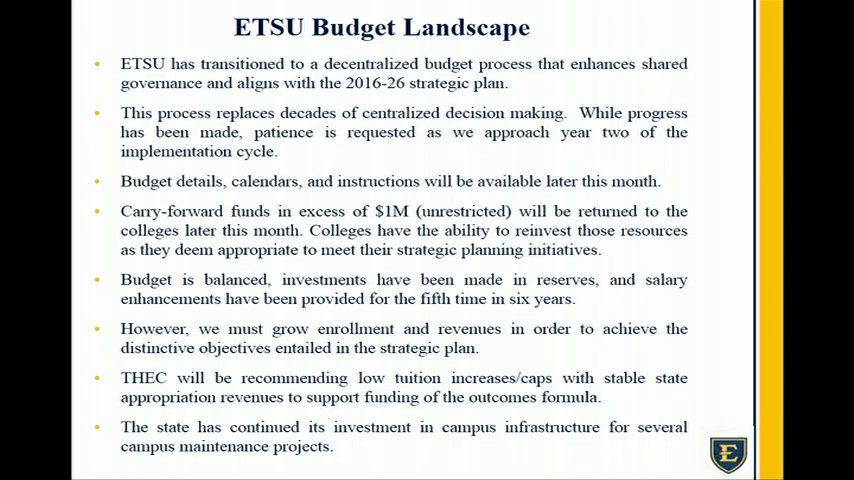 ETSU Budget Landscape
• ETSU has transitioned to a decentralized budget process that enhances shared
governance and aligns with the 2016-26 strategic plan.
• This process replaces decades of centralized decision making. While progress
has been made, patience is requested as we approach year two of the
implementation cycle.
• Budget details, calendars, and instructions will be available later this month.
• Carry-forward funds in excess of $1M (unrestricted) will be returned to the
colleges later this month. Colleges have the ability to reinvest those resources
as they deem appropriate to meet their strategic planning initiatives.
• Budget is balanced, investments have been made in reserves, and salary
enhancements have been provided for the fifth time in six years.
• However, we must grow enrollment and revenues in order to achieve the
distinctive objectives entailed in the strategic plan.
• THEC will be recommending low tuition increases/caps with stable state
appropriation revenues to support funding of the outcomes formula.
• The state has continued its investment in campus infrastructure for several
campus maintenance projects.
E